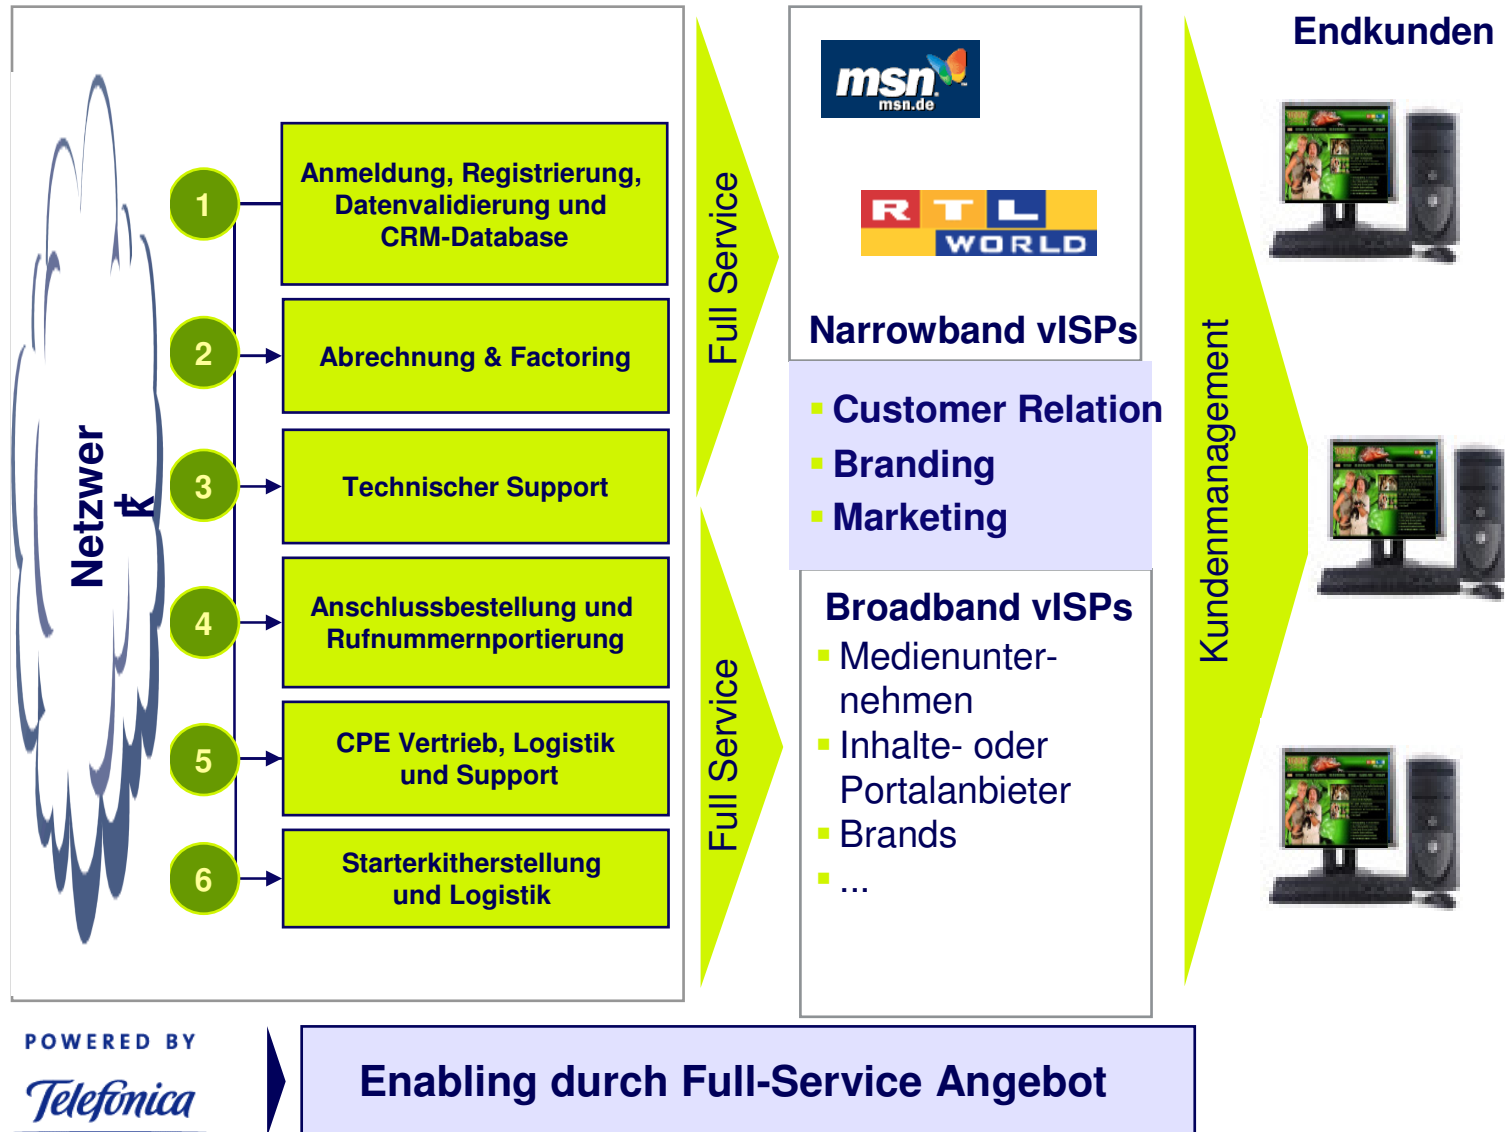 Endkunden
msn
msn.de
RTL
WORLD
Narrowband vISPs
Customer Relation
Branding
Marketing
Broadband vISPs
Medienunter-
nehmen
Inhalte- oder
Portalanbieter
Brands
...
Netzwer
k
1
Anmeldung, Registrierung,
Datenvalidierung und
CRM-Database
2
Abrechnung & Factoring
3
Technischer Support
4
Anschlussbestellung und
Rufnummernportierung
5
CPE Vertrieb, Logistik
und Support
6
Starterkitherstellung
und Logistik
Full Service
Full Service
Kundenmanagement
POWERED BY
Telefónica
Enabling durch Full-Service Angebot